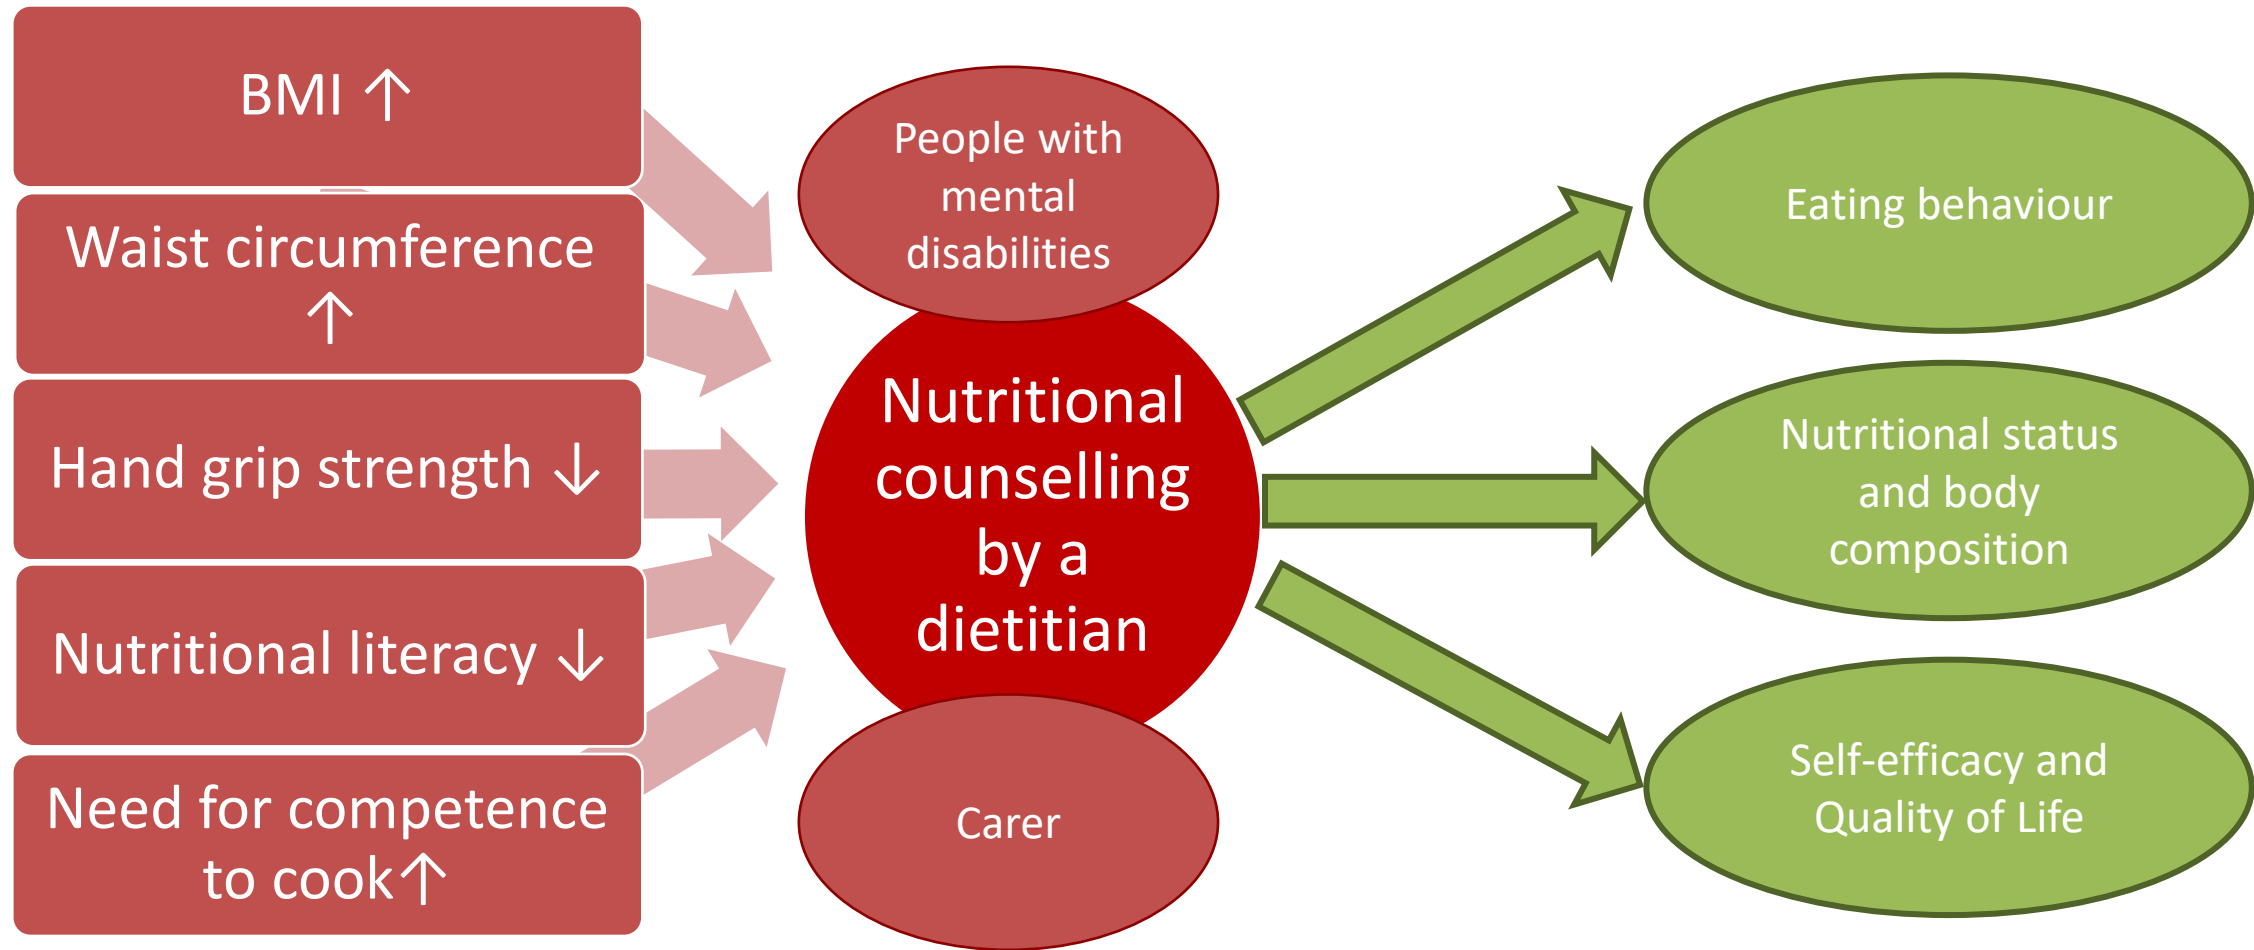 BMI ↑
Waist circumference
↑
Hand grip strength ↓
Nutritional literacy ↓
Need for competence
to cook↑
People with
mental
disabilities
Nutritional
counselling
by a
dietitian
Carer
Eating behaviour
Nutritional status
and body
composition
Self-efficacy and
Quality of Life